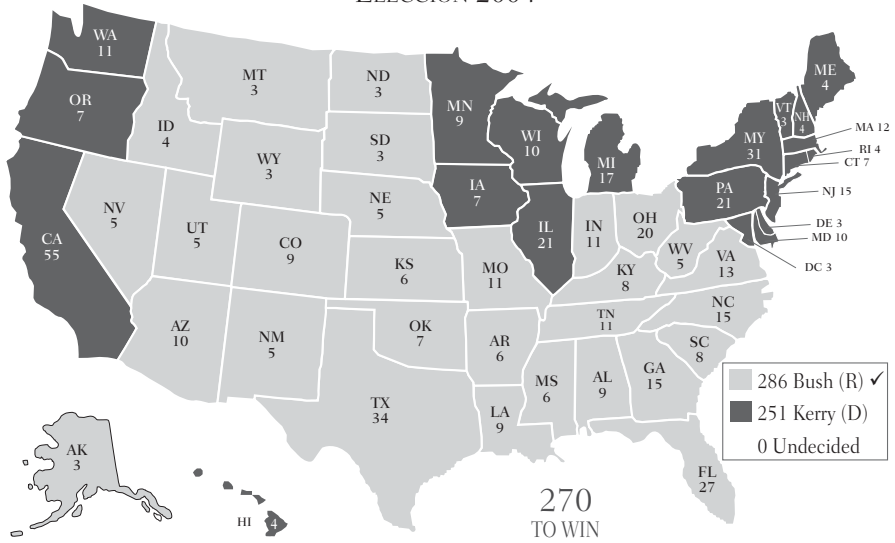 ELECCIÓN 2004
WA
11
OR
7
CA
55
ID
4
NV
5
MT
3
WY
3
UT
5
AZ
10
CO
9
NM
5
ND
3
SD
3
NE
5
KS
6
OK
7
TX
34
MN
9
IA
7
MO
11
AR
6
LA
9
WI
10
IL
21
MI
17
IN
11
OH
20
KY
8
TN
11
MS
6
AL
9
GA
15
FL
27
SC
8
NC
15
VA
13
WV
5
PA
21
MY
31
VT
3
NH
4
ME
4
MA 12
RI 4
CT 7
NJ 15
DE 3
MD 10
DC 3
AK
3
HI 4
286 Bush (R) ✓
251 Kerry (D)
0 Undecided
270
TO WIN